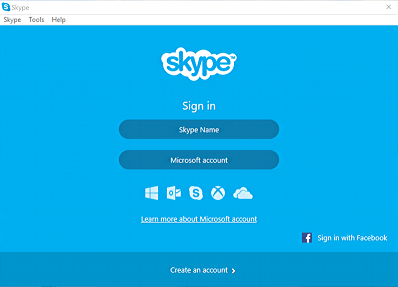 Skype
Skype Tools Help
skype™
Sign in
Skype Name
Microsoft account
Learn more about Microsoft account
Sign in with Facebook
Create an account